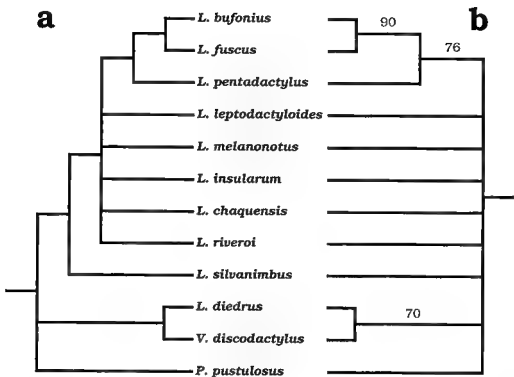 a
b
L. bufonius
90
76
L. fuscus
L. pentadactylus
L. leptodactyloides
L. melanonotus
L. insularum
L. chaquensis
L. riveroi
L. silvanimbus
L. diedrus
70
V. discodactylus
P. pustulosus